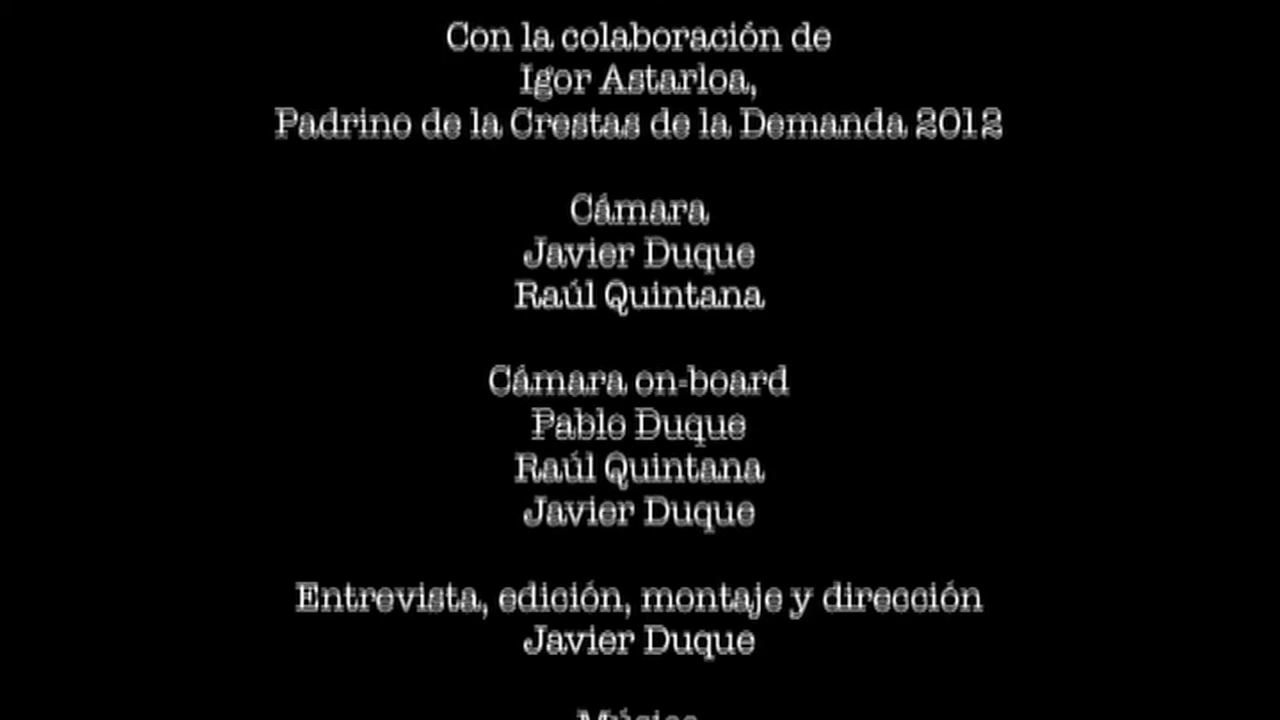 Con la colaboración de
Igor Astarloa,
Padrino de la Crestas de la Demanda 2012
Cámara
Javier Duque
Raúl Quintana
Cámara on-board
Pablo Duque
Raúl Quintana
Javier Duque
Entrevista, edición, montaje y dirección
Javier Duque
Música